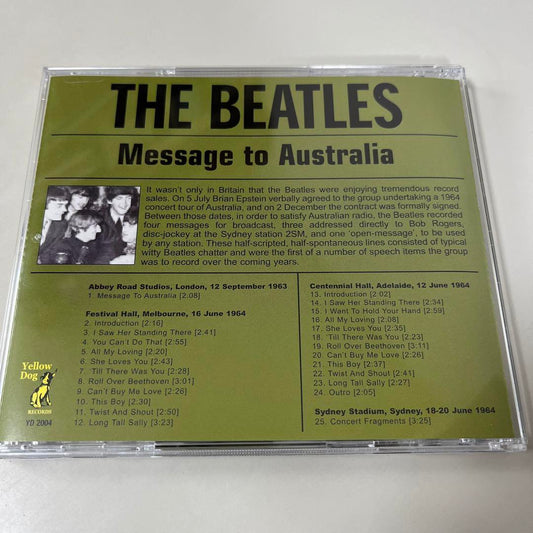 THE BEATLES
Message to Australia
It wasn't only in Britain that the Beatles were enjoying tremendous record
sales. On 5 July Brian Epstein verbally agreed to the group undertaking a 1964
concert tour of Australia, and on 2 December the contract was formally signed.
Between those dates, in order to satisfy Australian radio, the Beatles recorded
four messages for broadcast, three addressed directly to Bob Rogers,
disc-jockey at the Sydney station 2SM, and one 'open-message', to be used
by any station. These half-scripted, half-spontaneous lines consisted of typical
witty Beatles chatter and were the first of a number of speech items the group
was to record over the coming years.
Abbey Road Studios, London, 12 September 1963
1. Message To Australia [2:08]
Festival Hall, Melbourne, 16 June 1964
2. Introduction [2:16]
3. I Saw Her Standing There [2:41]
4. You Can't Do That [2:55]
5. All My Loving [2:20]
6. She Loves You [2:43]
7. 'Till There Was You [2:28]
8. Roll Over Beethoven [3:01]
9. Can't Buy Me Love [2:36]
10. This Boy [2:30]
11. Twist And Shout [2:50]
12. Long Tall Sally [3:23]
Centennial Hall, Adelaide, 12 June 1964
13. Introduction [2:02]
14. I Saw Her Standing There [2:34]
15. I Want To Hold Your Hand [2:59]
16. All My Loving [2:08]
17. She Loves You [2:35]
18. 'Till There Was You [2:23]
19. Roll Over Beethoven [3:11]
20. Can't Buy Me Love [2:24]
21. This Boy [2:37]
22. Twist And Shout [2:41]
23. Long Tall Sally [2:27]
24. Outro [2:05]
Sydney Stadium, Sydney, 18-20 June 1964
25. Concert Fragments [3:25]
Yellow
Dog
RECORDS
YD 2004